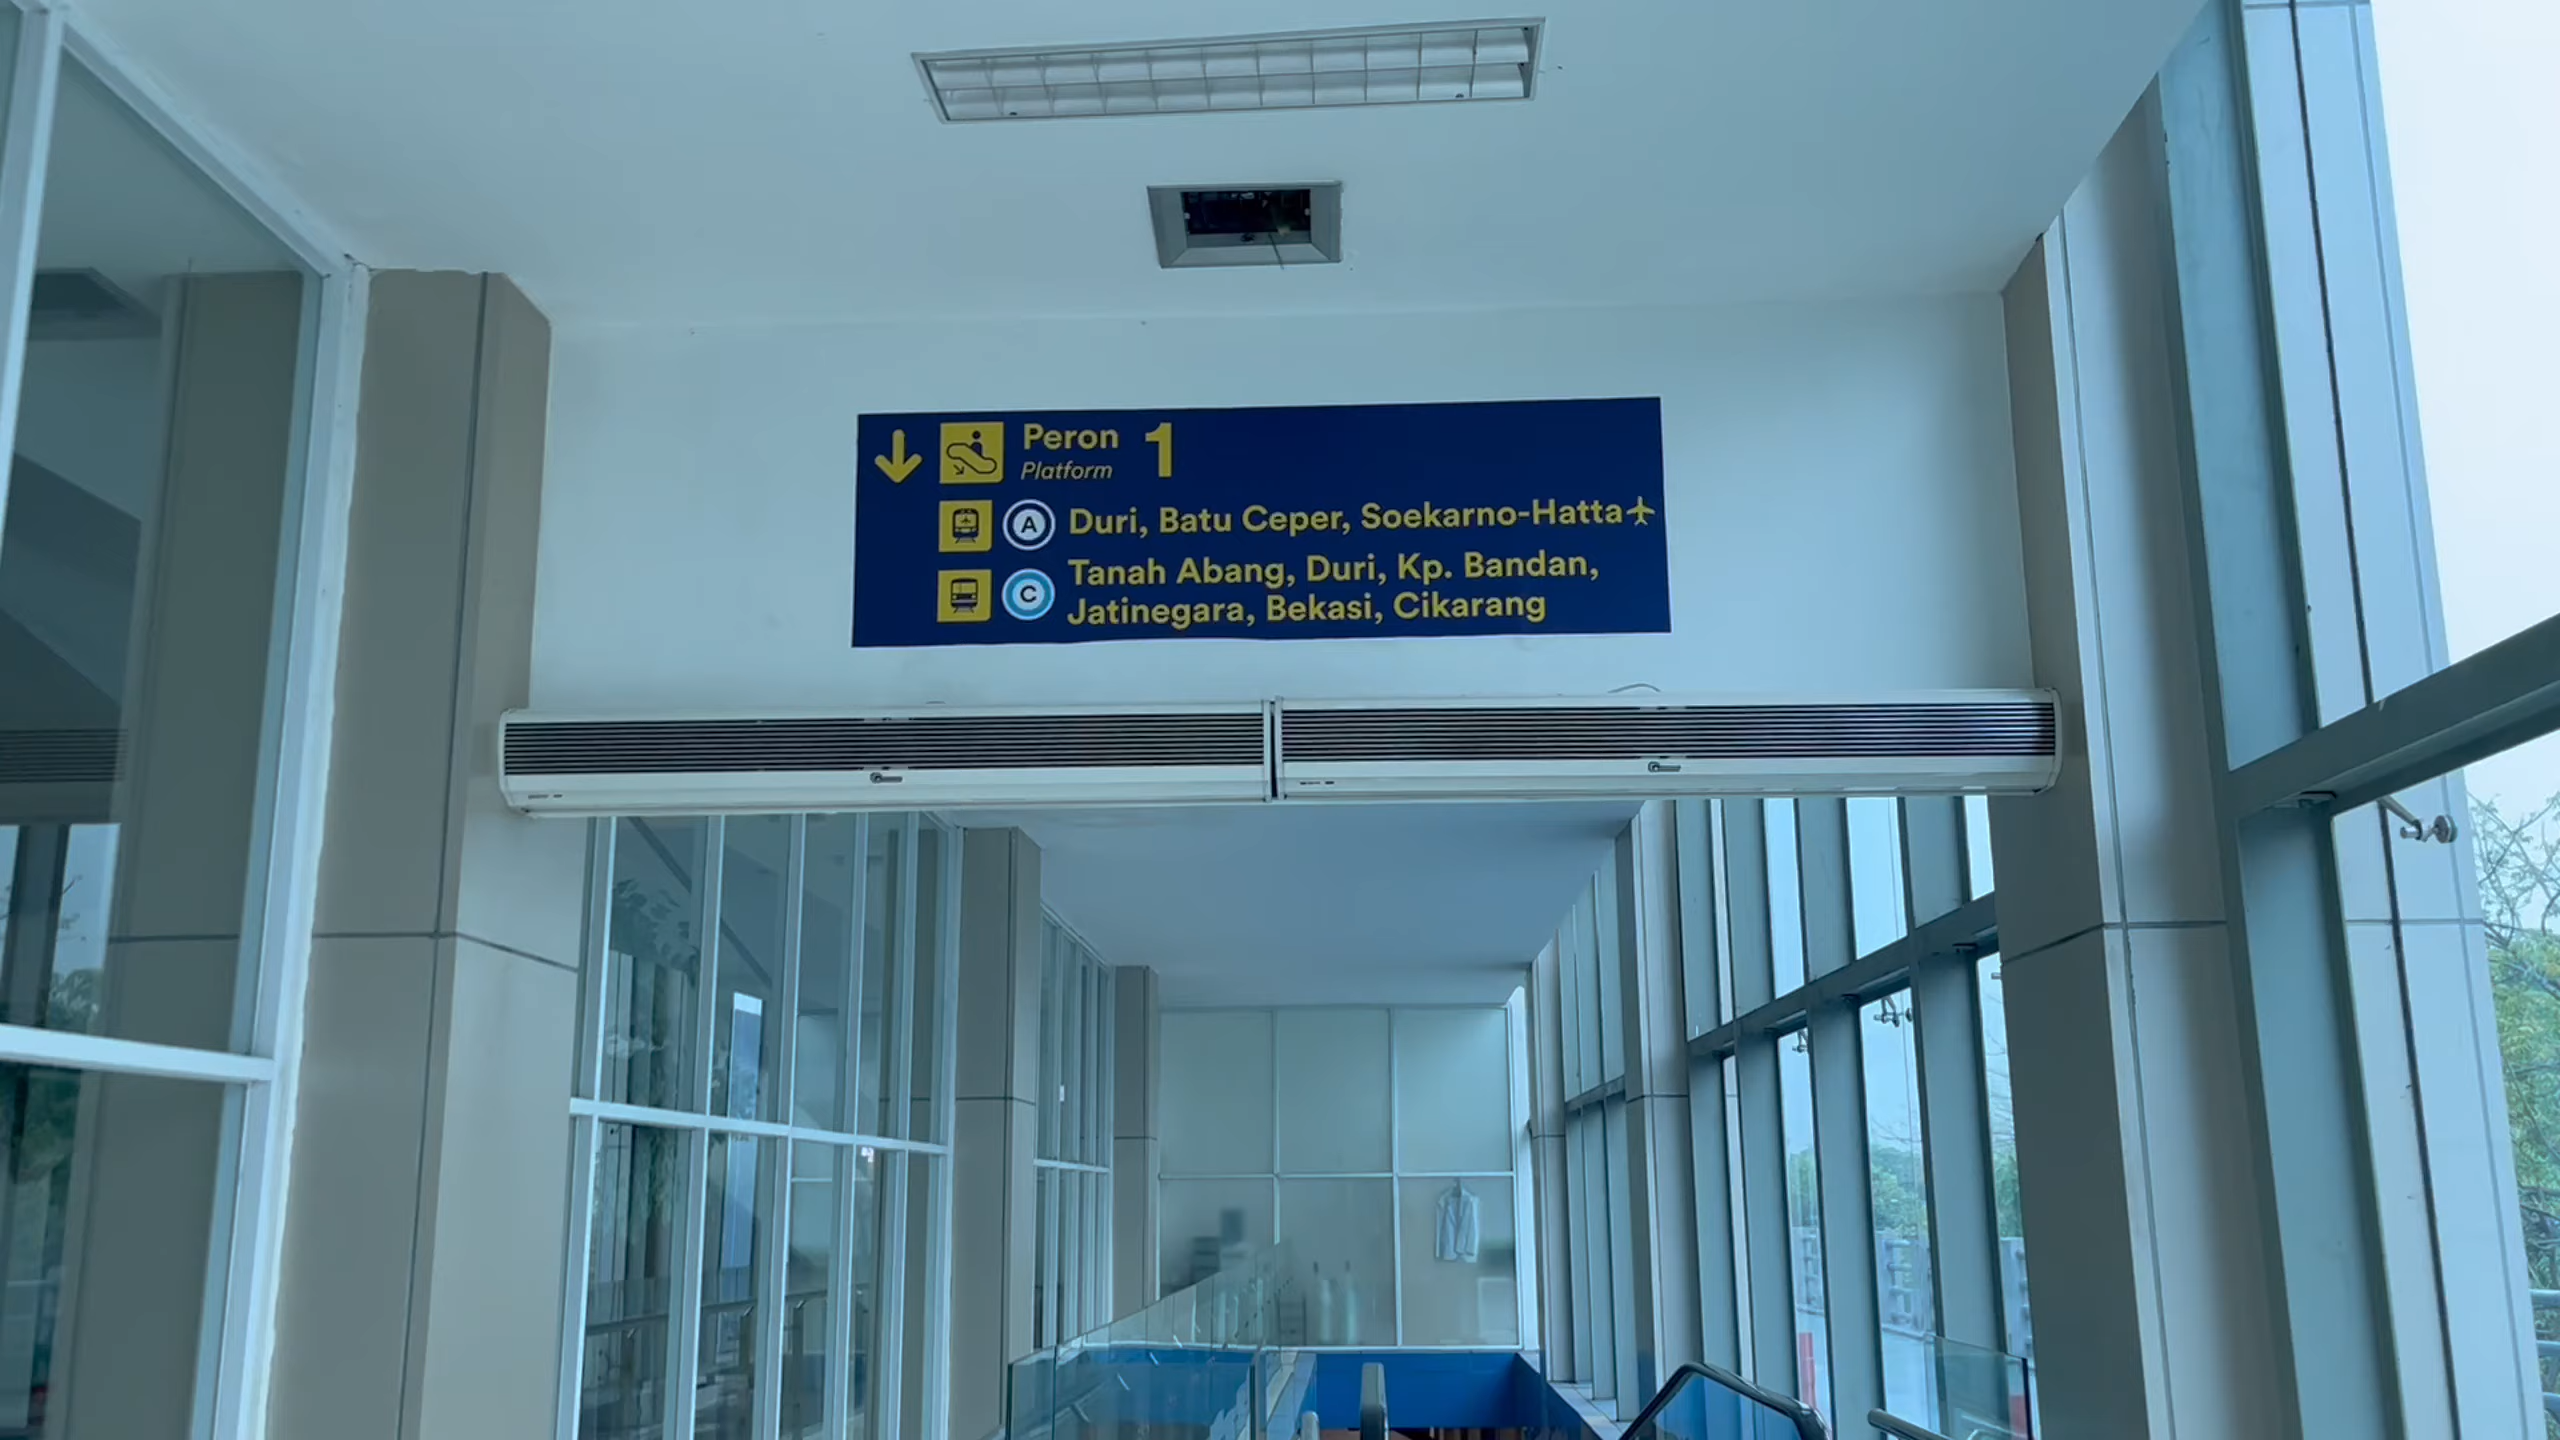 Peron 1
Platform
A Duri, Batu Ceper, Soekarno-Hatta
C Tanah Abang, Duri, Kp. Bandan,
Jatinegara, Bekasi, Cikarang